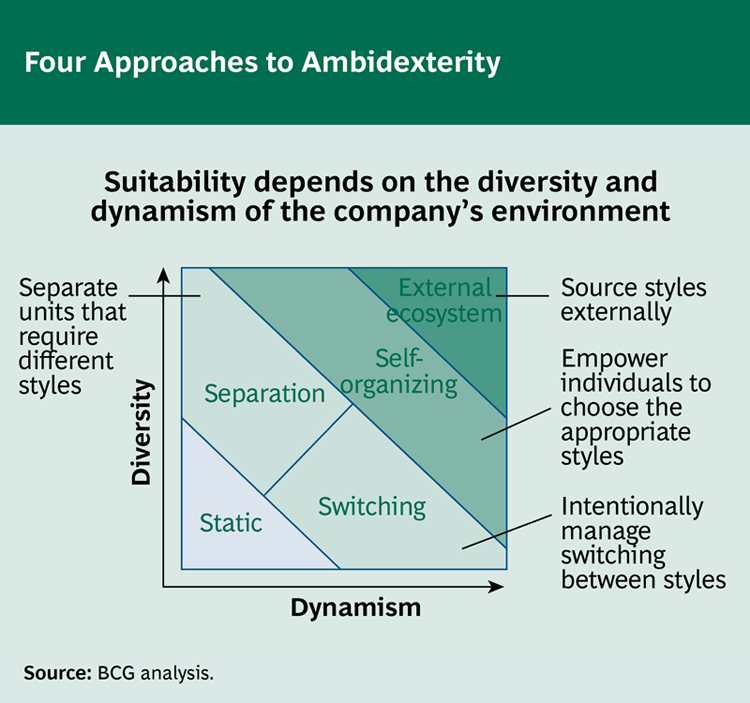 Four Approaches to Ambidexterity
Suitability depends on the diversity and
dynamism of the company's environment
Separate
units that
require
different
styles
Diversity
External
ecosystem
Self-
organizing
Separation
Switching
Static
Source styles
externally
Empower
individuals to
choose the
appropriate
styles
Intentionally
manage
switching
between styles
Dynamism
Source: BCG analysis.